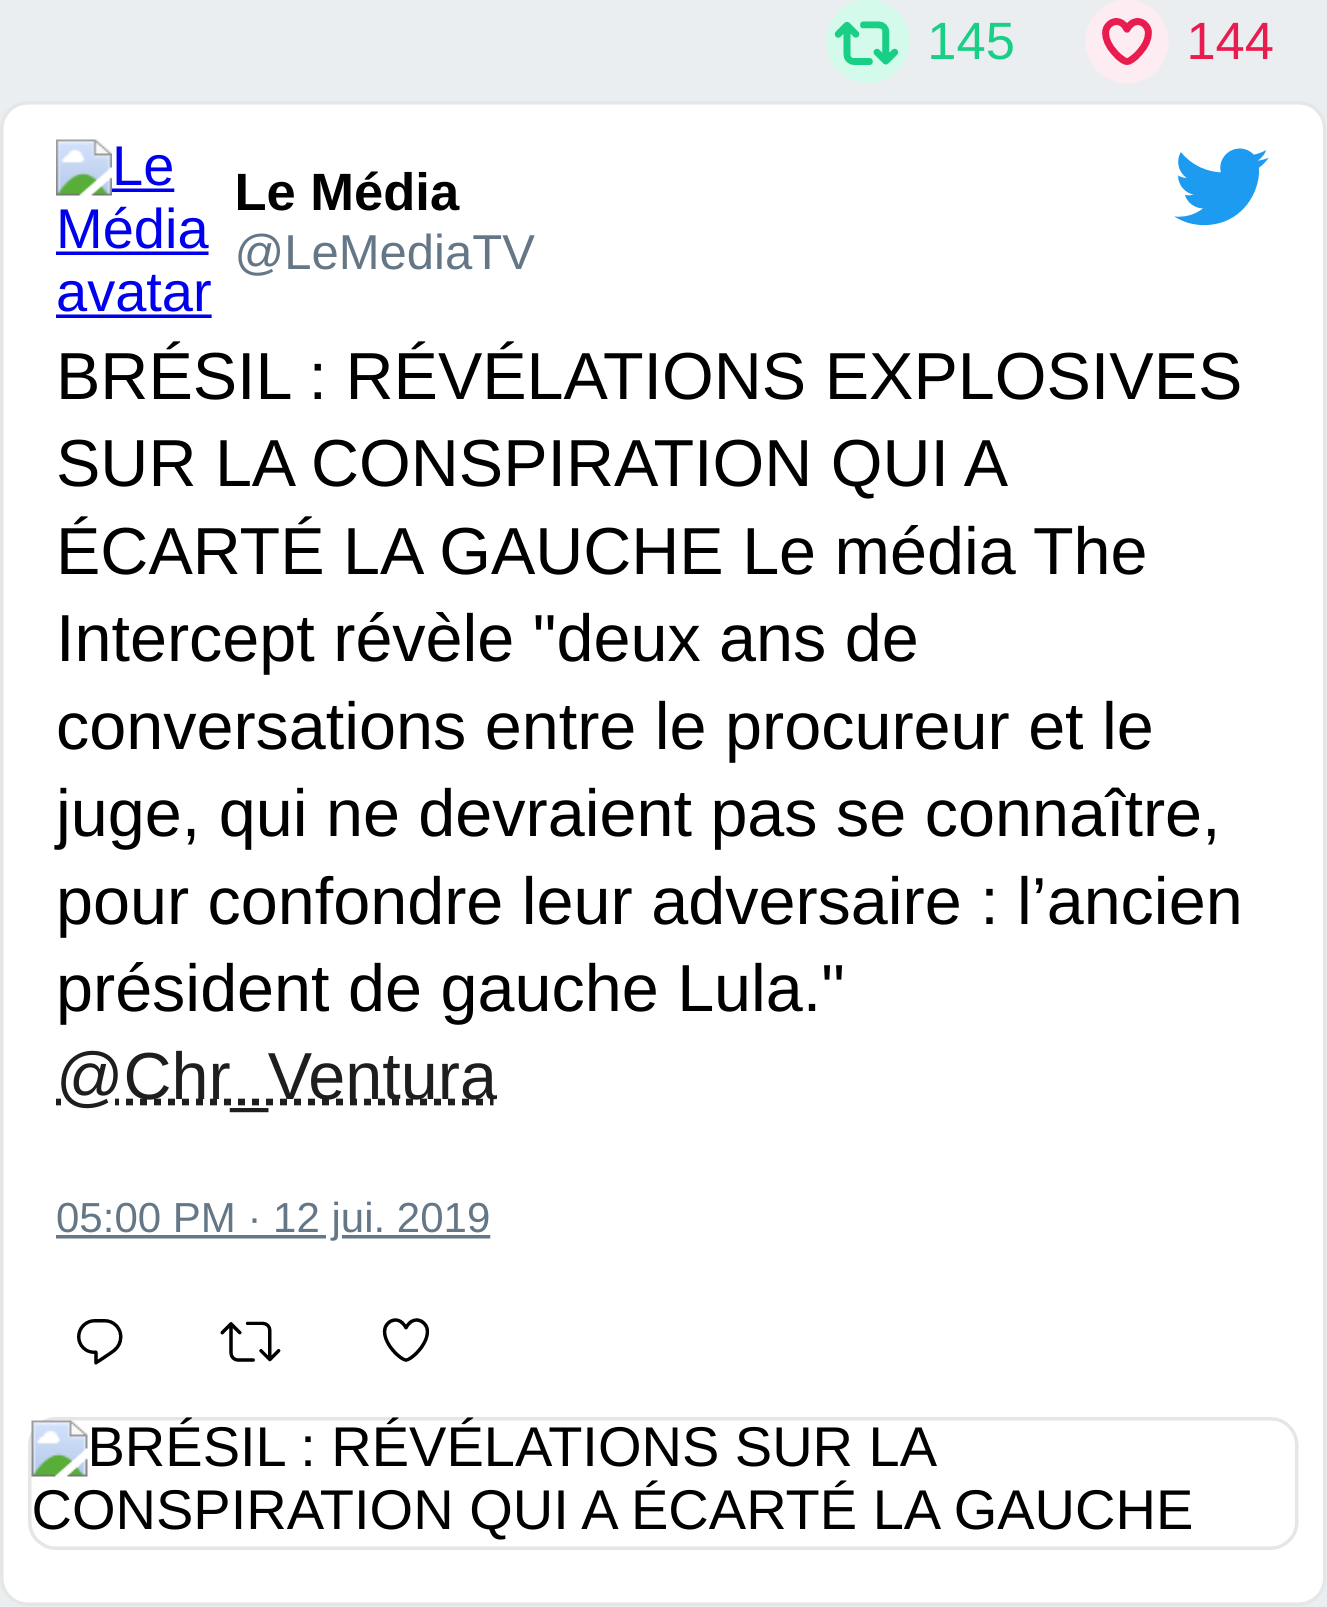 145 144
Le Média avatar
Le Média
@LeMediaTV
BRÉSIL : RÉVÉLATIONS EXPLOSIVES
SUR LA CONSPIRATION QUI A
ÉCARTÉ LA GAUCHE Le média The
Intercept révèle "deux ans de
conversations entre le procureur et le
juge, qui ne devraient pas se connaître,
pour confondre leur adversaire : l’ancien
président de gauche Lula."
@Chr_Ventura
05:00 PM · 12 jui. 2019
BRÉSIL : RÉVÉLATIONS SUR LA
CONSPIRATION QUI A ÉCARTÉ LA GAUCHE